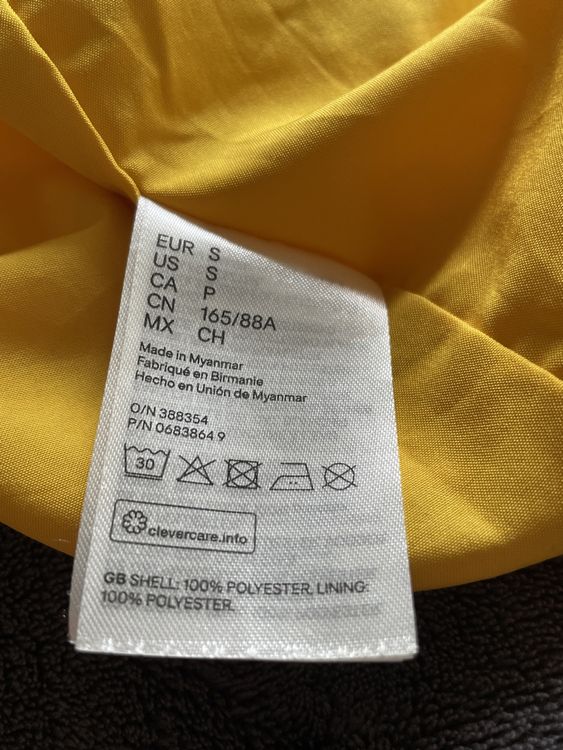 EUR S
US S
CA P
CN 165/88A
MX CH
Made in Myanmar
Fabriqué en Birmanie
Hecho en Unión de Myanmar
O/N 388354
P/N 0683864 9
30
clevercare.info
GB SHELL: 100% POLYESTER. LINING:
100% POLYESTER.